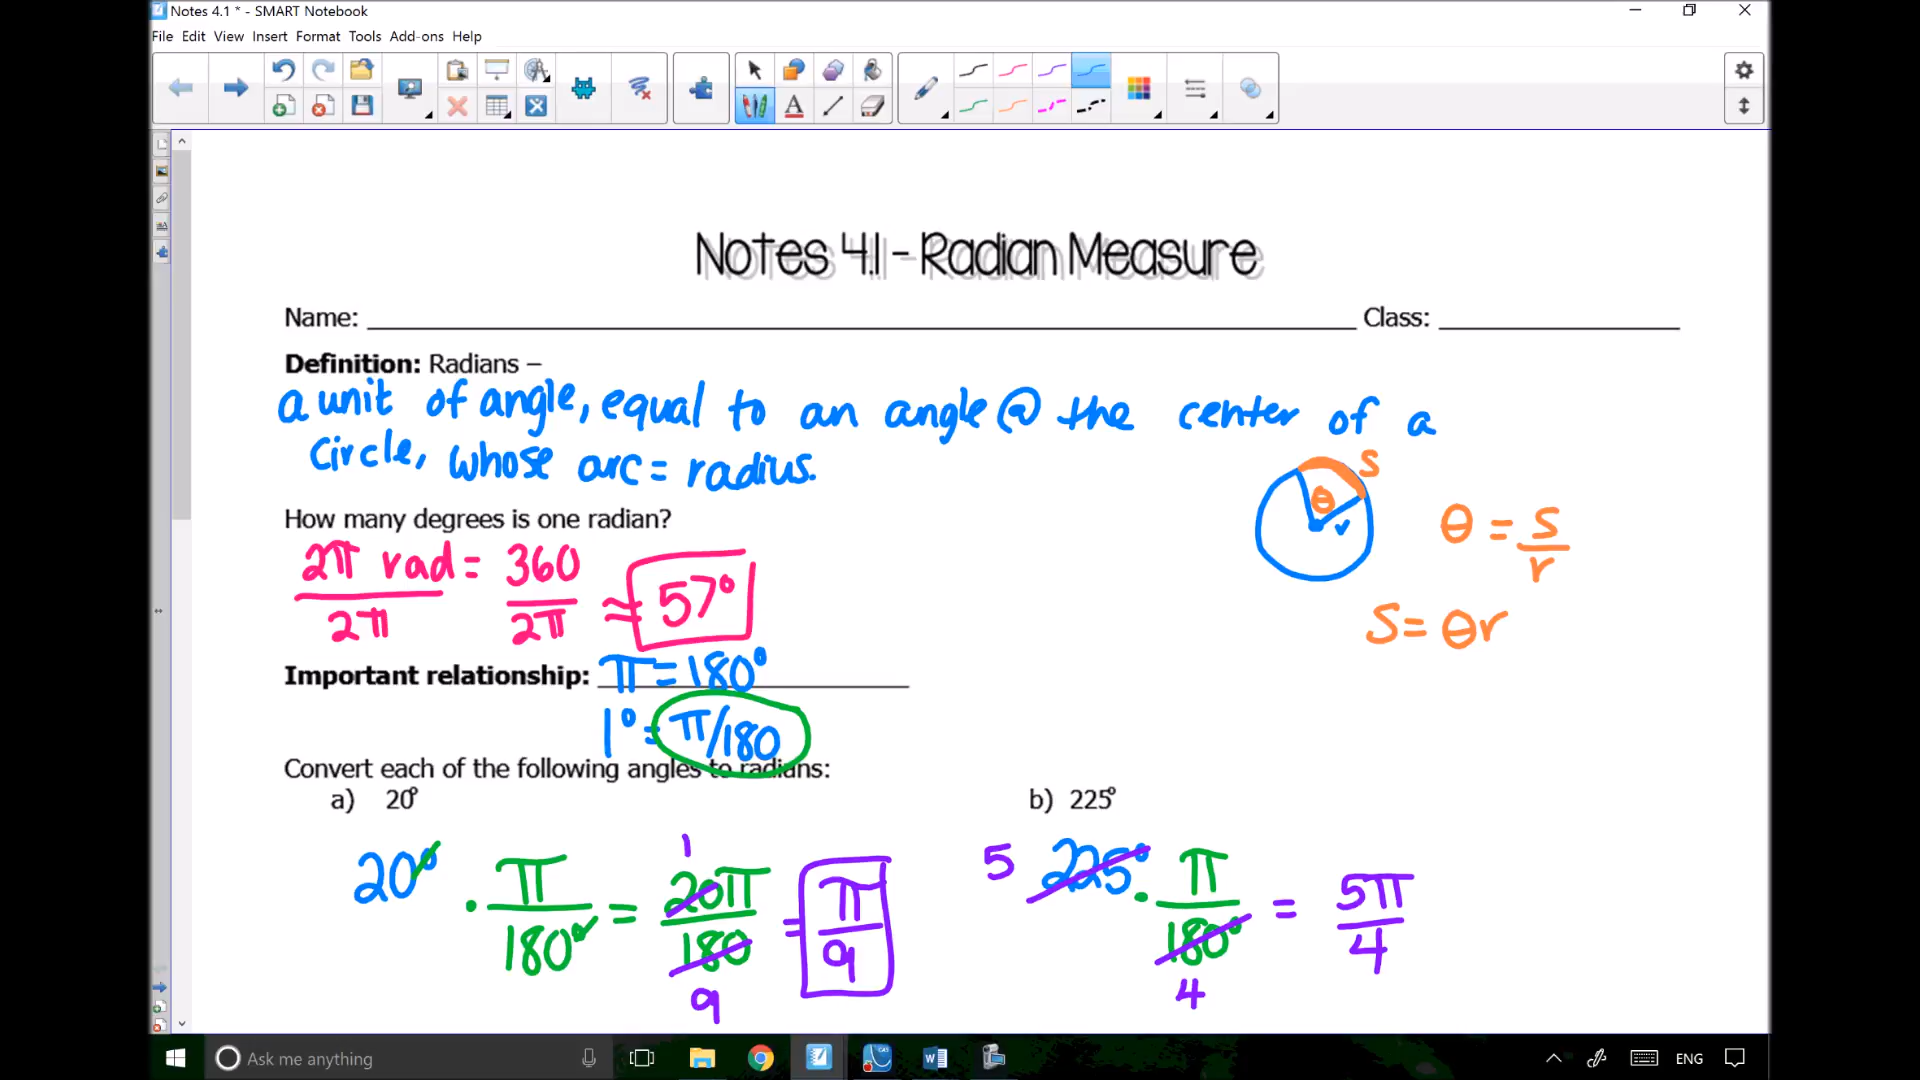 Notes 4.1 * - SMART Notebook
File Edit View Insert Format Tools Add-ons Help
Notes 4.1 - Radian Measure
Name: ______ Class: ______
Definition: Radians –
a unit of angle, equal to an angle @ the center of a
circle, whose arc = radius.
s
θ
r
θ = s/r
s = θr
How many degrees is one radian?
2π rad/2π = 360/2π ≈ 57°
Important relationship: π = 180°
1° = π/180
Convert each of the following angles to radians:
a) 20°
20° · π/180° = 20π/180 = π/9
1
9
b) 225°
5 225° · π/180° = 5π/4
4
Ask me anything
ENG